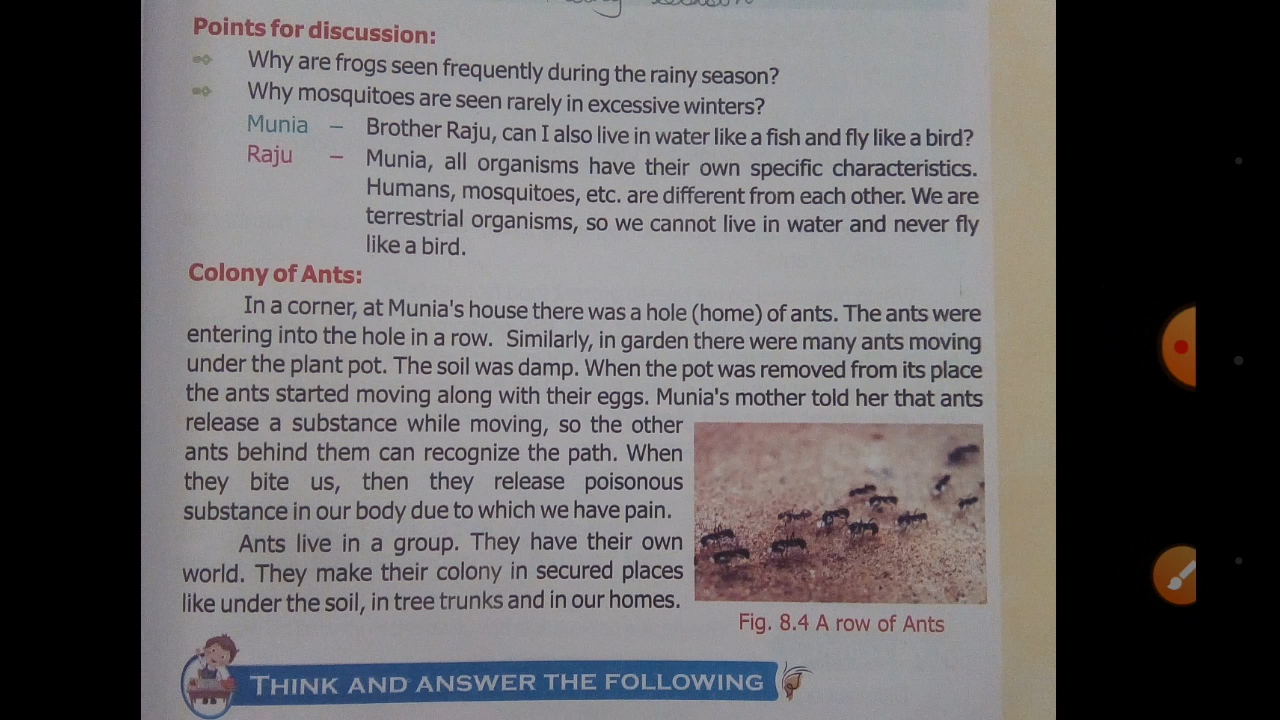 Points for discussion:
Why are frogs seen frequently during the rainy season?
Why mosquitoes are seen rarely in excessive winters?
Munia – Brother Raju, can I also live in water like a fish and fly like a bird?
Raju – Munia, all organisms have their own specific characteristics.
Humans, mosquitoes, etc. are different from each other. We are
terrestrial organisms, so we cannot live in water and never fly
like a bird.
Colony of Ants:
In a corner, at Munia's house there was a hole (home) of ants. The ants were
entering into the hole in a row. Similarly, in garden there were many ants moving
under the plant pot. The soil was damp. When the pot was removed from its place
the ants started moving along with their eggs. Munia's mother told her that ants
release a substance while moving, so the other
ants behind them can recognize the path. When
they bite us, then they release poisonous
substance in our body due to which we have pain.
Ants live in a group. They have their own
world. They make their colony in secured places
like under the soil, in tree trunks and in our homes.
Fig. 8.4 A row of Ants
THINK AND ANSWER THE FOLLOWING